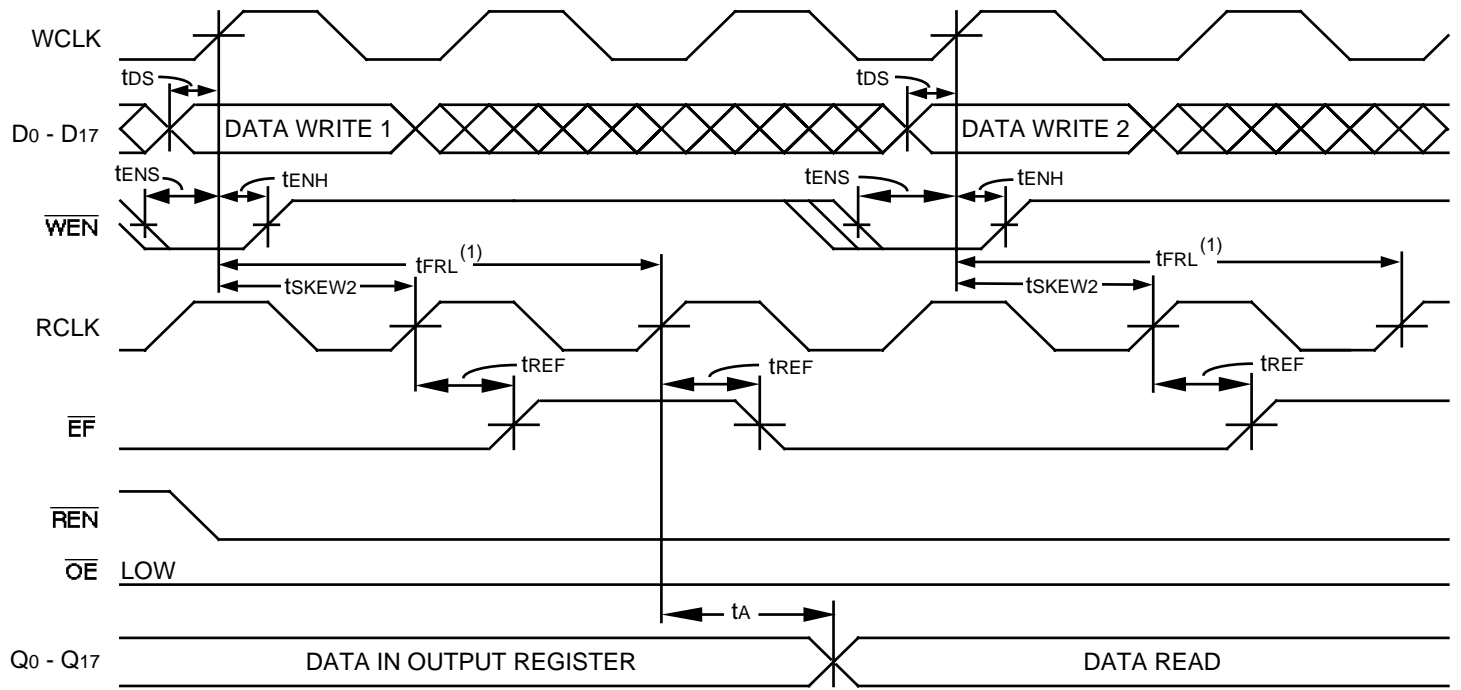 WCLK
tDS
tDS
D0 - D17
DATA WRITE 1
DATA WRITE 2
tENS
tENH
tENS
tENH
WEN
tFRL (1)
tFRL (1)
tSKEW2
tSKEW2
RCLK
tREF
tREF
tREF
EF
REN
OE
LOW
tA
Q0 - Q17
DATA IN OUTPUT REGISTER
DATA READ